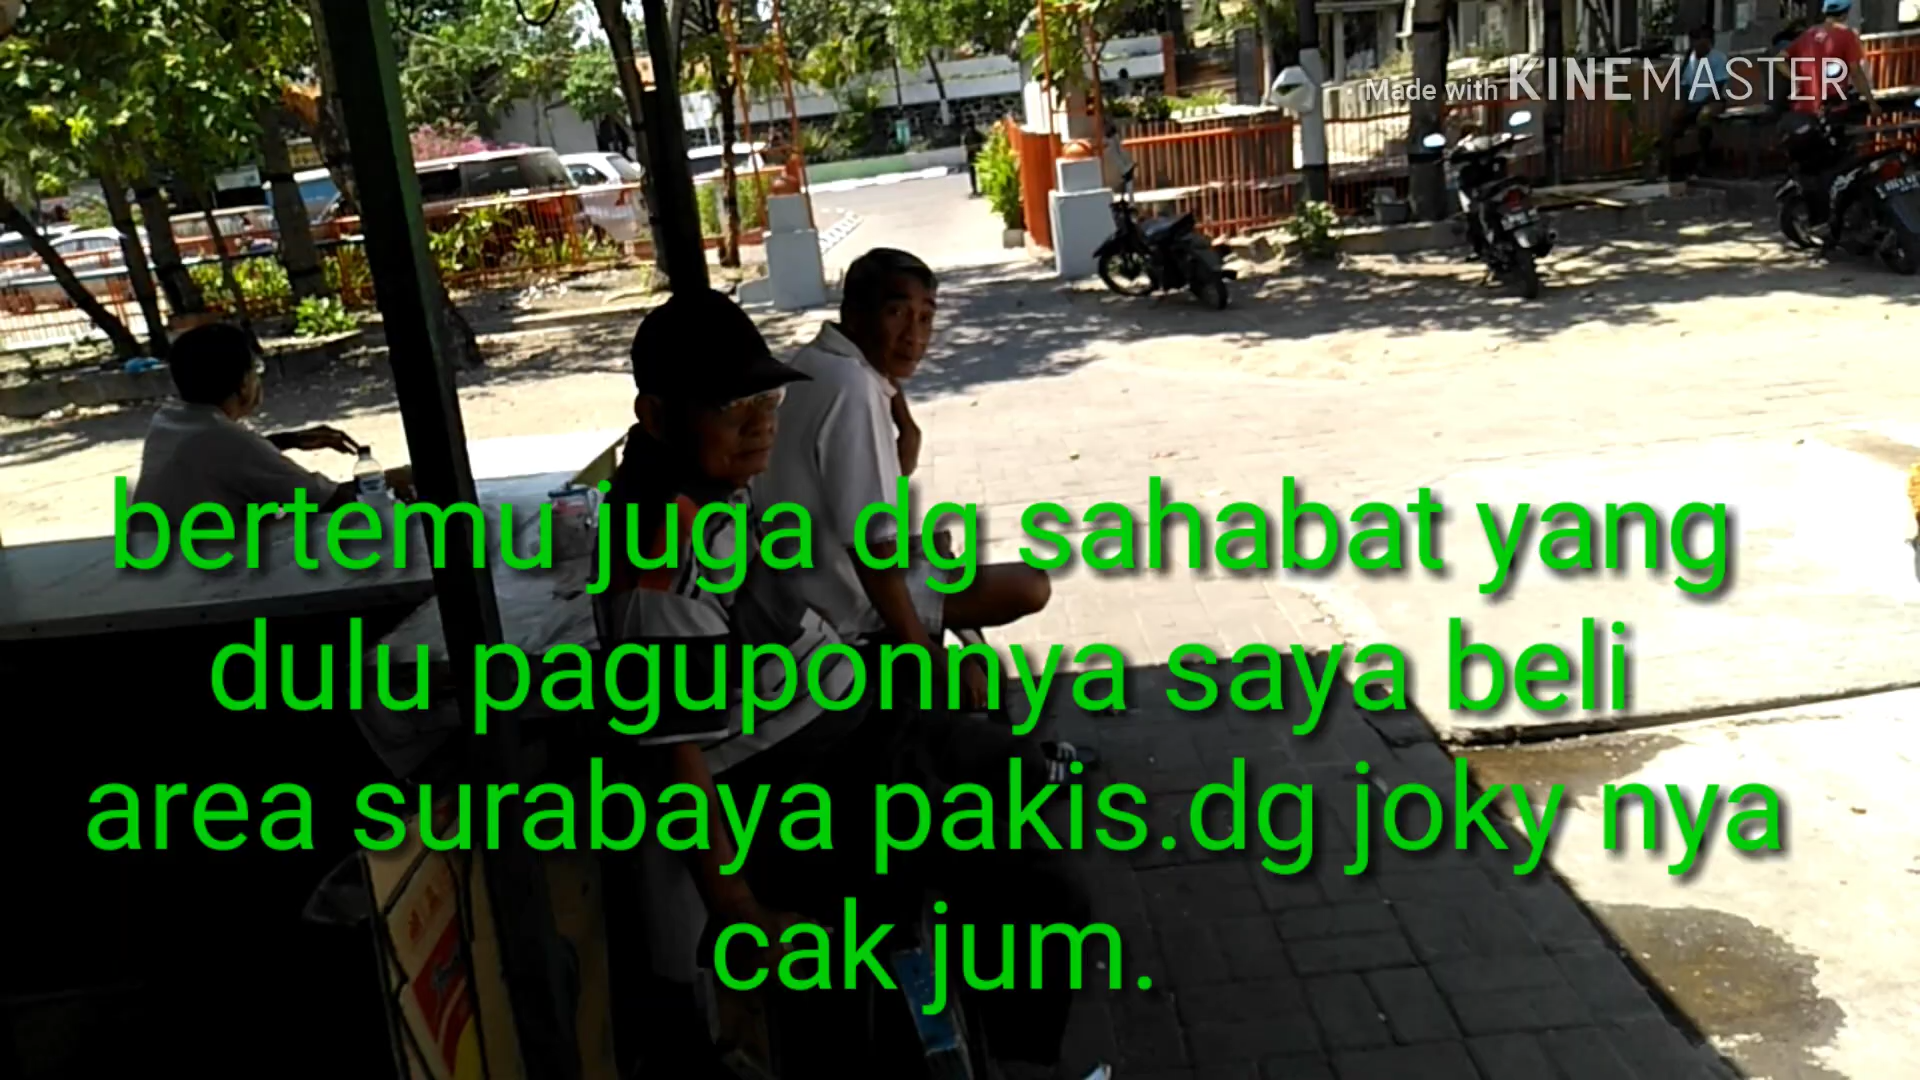 Made with KINEMASTER
bertemu juga dg sahabat yang
dulu paguponnya saya beli
area surabaya pakis.dg joky nya
cak jum.